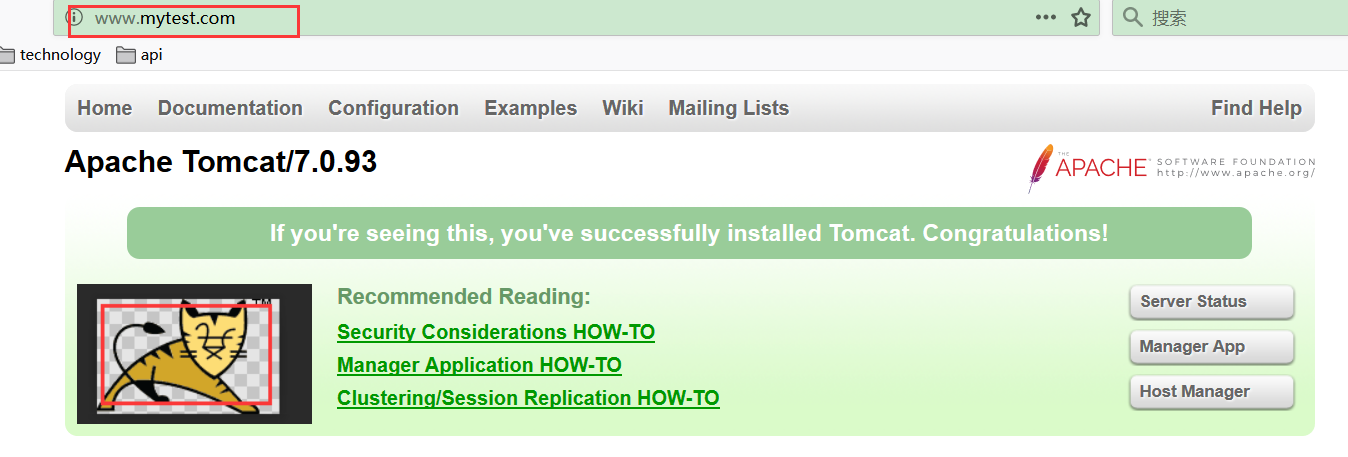 www.mytest.com
搜索
technology api
Home Documentation Configuration Examples Wiki Mailing Lists Find Help
Apache Tomcat/7.0.93
THE
APACHE®
SOFTWARE FOUNDATION
http://www.apache.org/
If you're seeing this, you've successfully installed Tomcat. Congratulations!
TM
Recommended Reading:
Security Considerations HOW-TO
Manager Application HOW-TO
Clustering/Session Replication HOW-TO
Server Status
Manager App
Host Manager